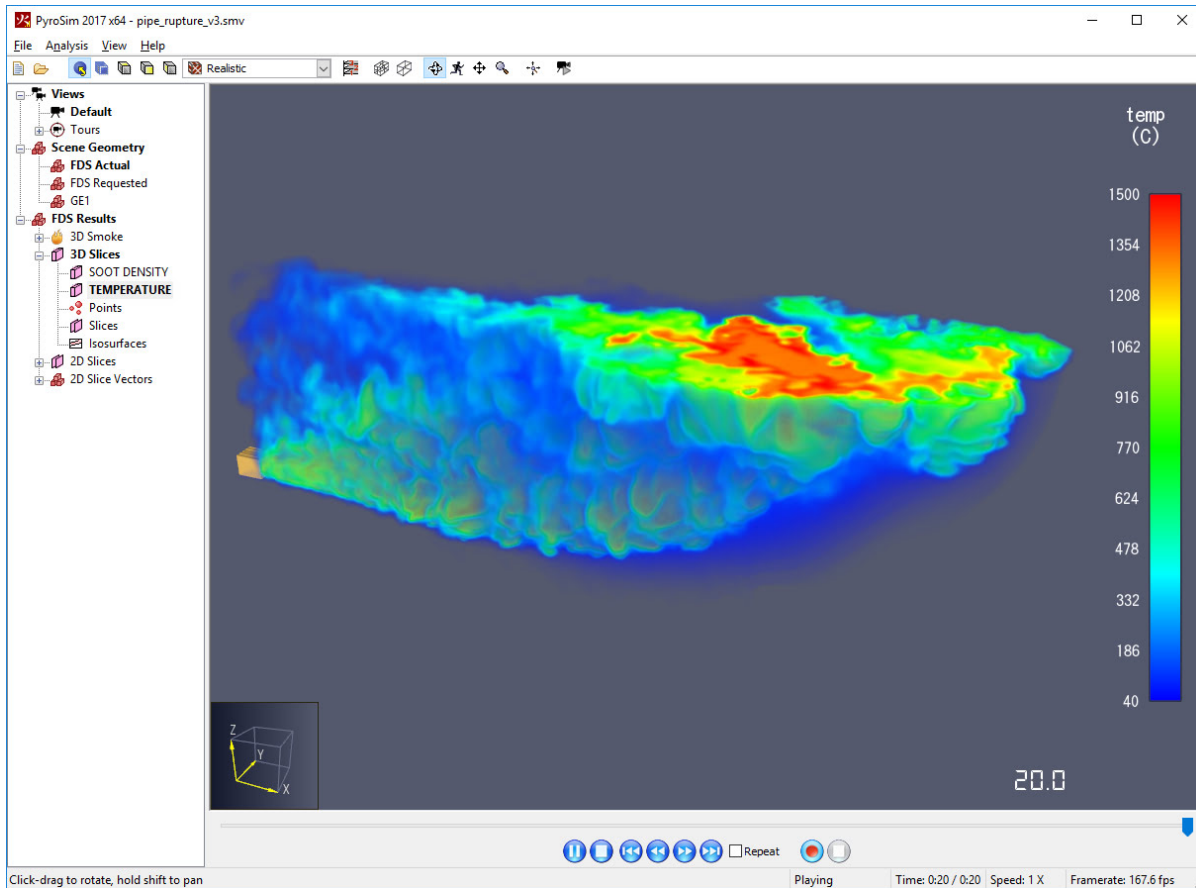 PyroSim 2017 x64 - pipe_rupture_v3.smv
File Analysis View Help
Realistic
Views
Default
Tours
Scene Geometry
FDS Actual
FDS Requested
GE1
FDS Results
3D Smoke
3D Slices
SOOT DENSITY
TEMPERATURE
Points
Slices
Isosurfaces
2D Slices
2D Slice Vectors
temp
(C)
1500
1354
1208
1062
916
770
624
478
332
186
40
Z
Y
X
20.0
Repeat
Click-drag to rotate, hold shift to pan
Playing
Time: 0:20 / 0:20
Speed: 1 X
Framerate: 167.6 fps